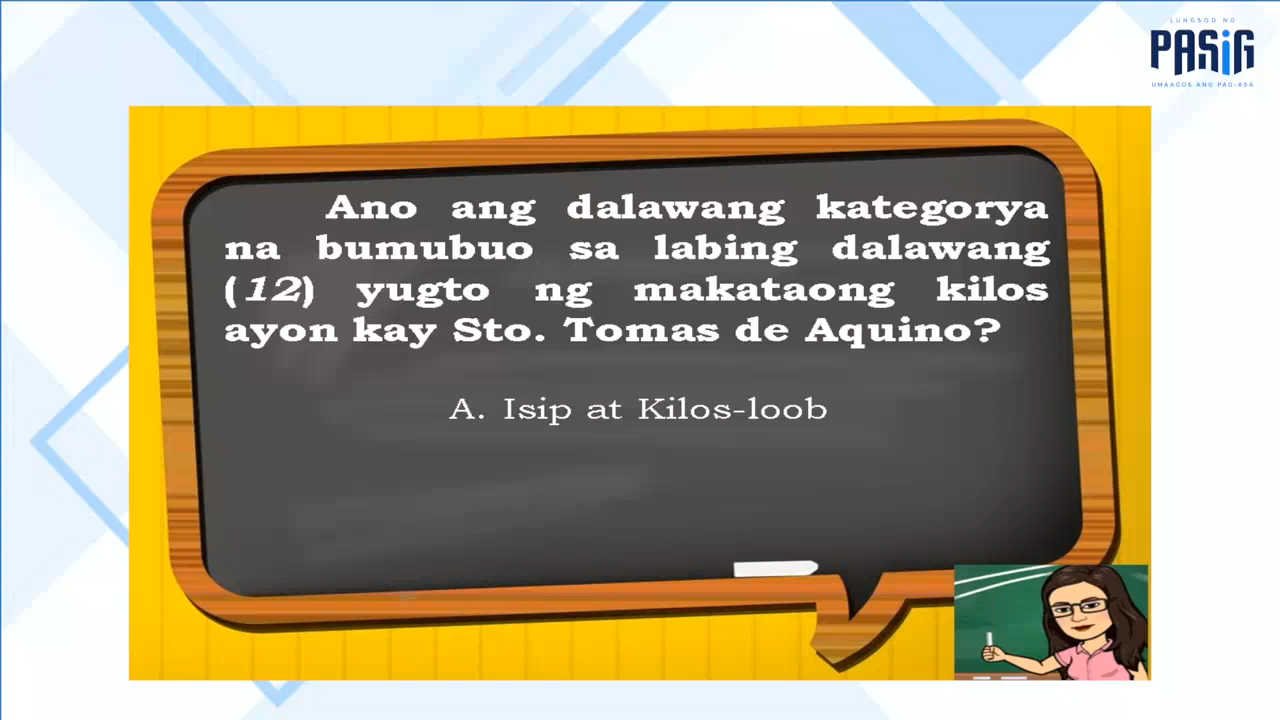 LUNGSOD NG
PASiG
UMAAGOS ANG PAG-ASA
Ano ang dalawang kategorya
na bumubuo sa labing dalawang
(12) yugto ng makataong kilos
ayon kay Sto. Tomas de Aquino?
A. Isip at Kilos-loob